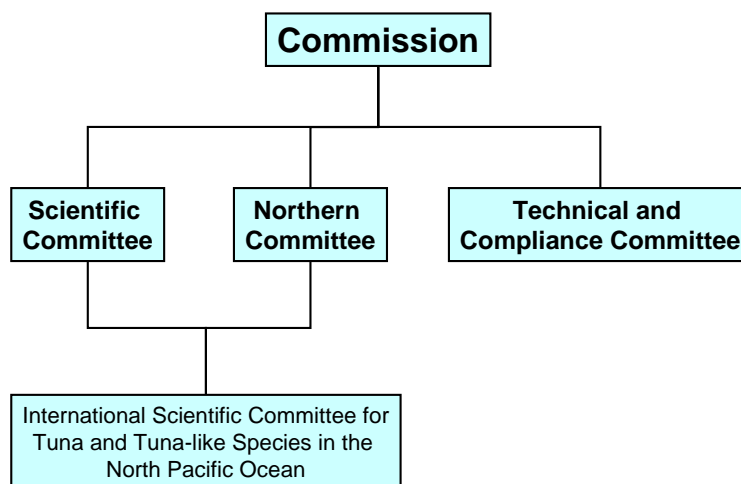 Commission
Scientific
Committee
Northern
Committee
Technical and
Compliance Committee
International Scientific Committee for
Tuna and Tuna-like Species in the
North Pacific Ocean